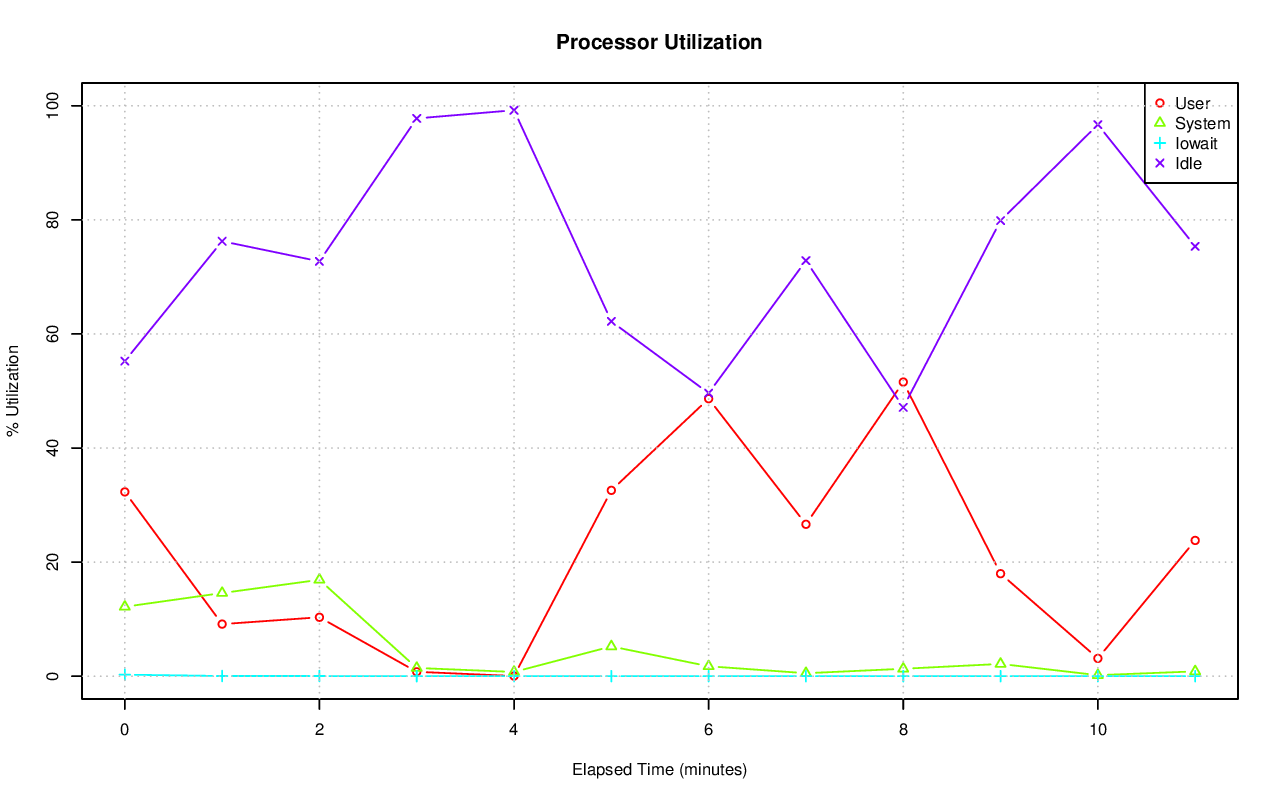 Processor Utilization
User
System
Iowait
Idle
% Utilization
100
80
60
40
20
0
0 2 4 6 8 10
Elapsed Time (minutes)